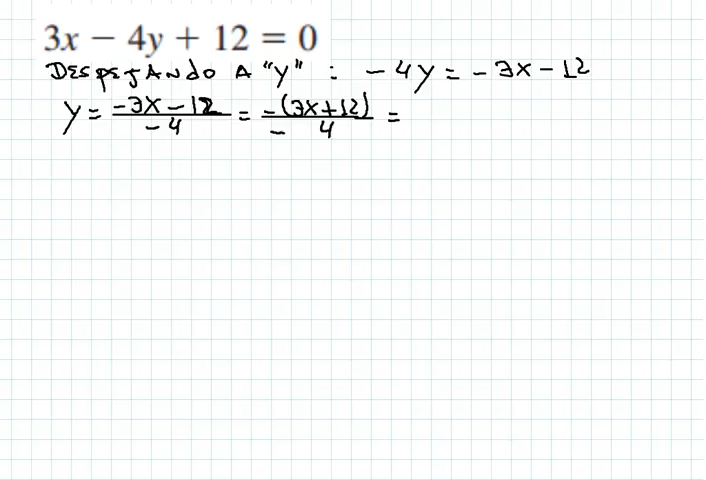 3x − 4y + 12 = 0
DESPEJANDO A "Y" : −4Y = −3X−12
Y = −3X−12/−4 = −(3X+12)/−4 =